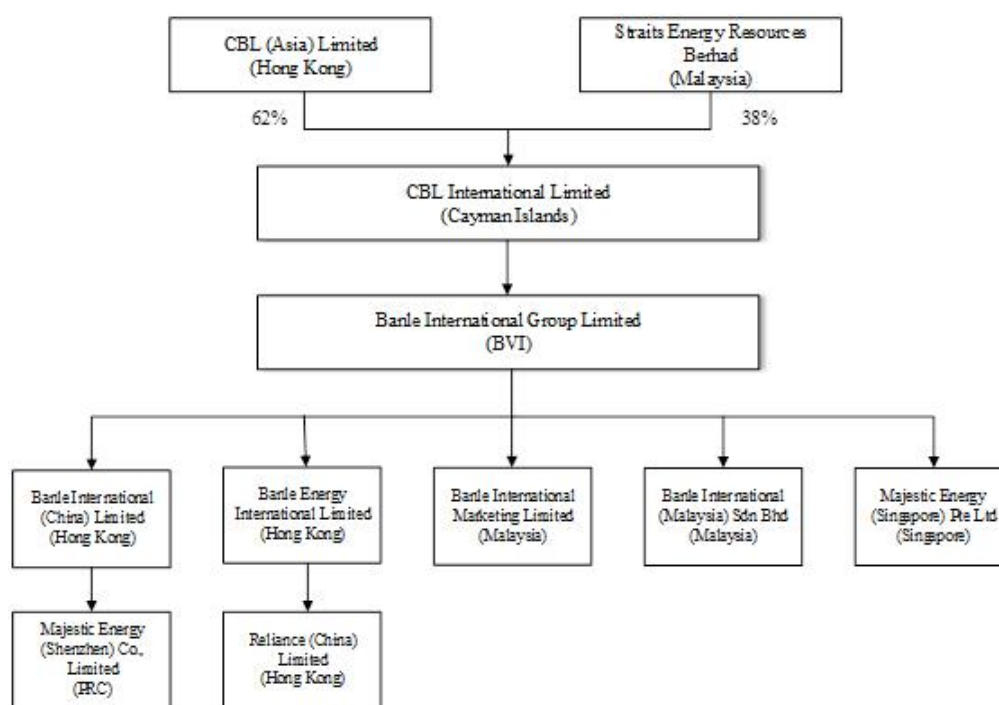 CBL (Asia) Limited
(Hong Kong)
Straits Energy Resources
Berhad
(Malaysia)
62%
38%
CBL International Limited
(Cayman Islands)
Banle International Group Limited
(BVI)
Banle International
(China) Limited
(Hong Kong)
Banle Energy
International Limited
(Hong Kong)
Banle International
Marketing Limited
(Malaysia)
Banle International
(Malaysia) Sdn Bhd
(Malaysia)
Majestic Energy
(Singapore) Pte Ltd
(Singapore)
Majestic Energy
(Shenzhen) Co.,
Limited
(PRC)
Reliance (China)
Limited
(Hong Kong)